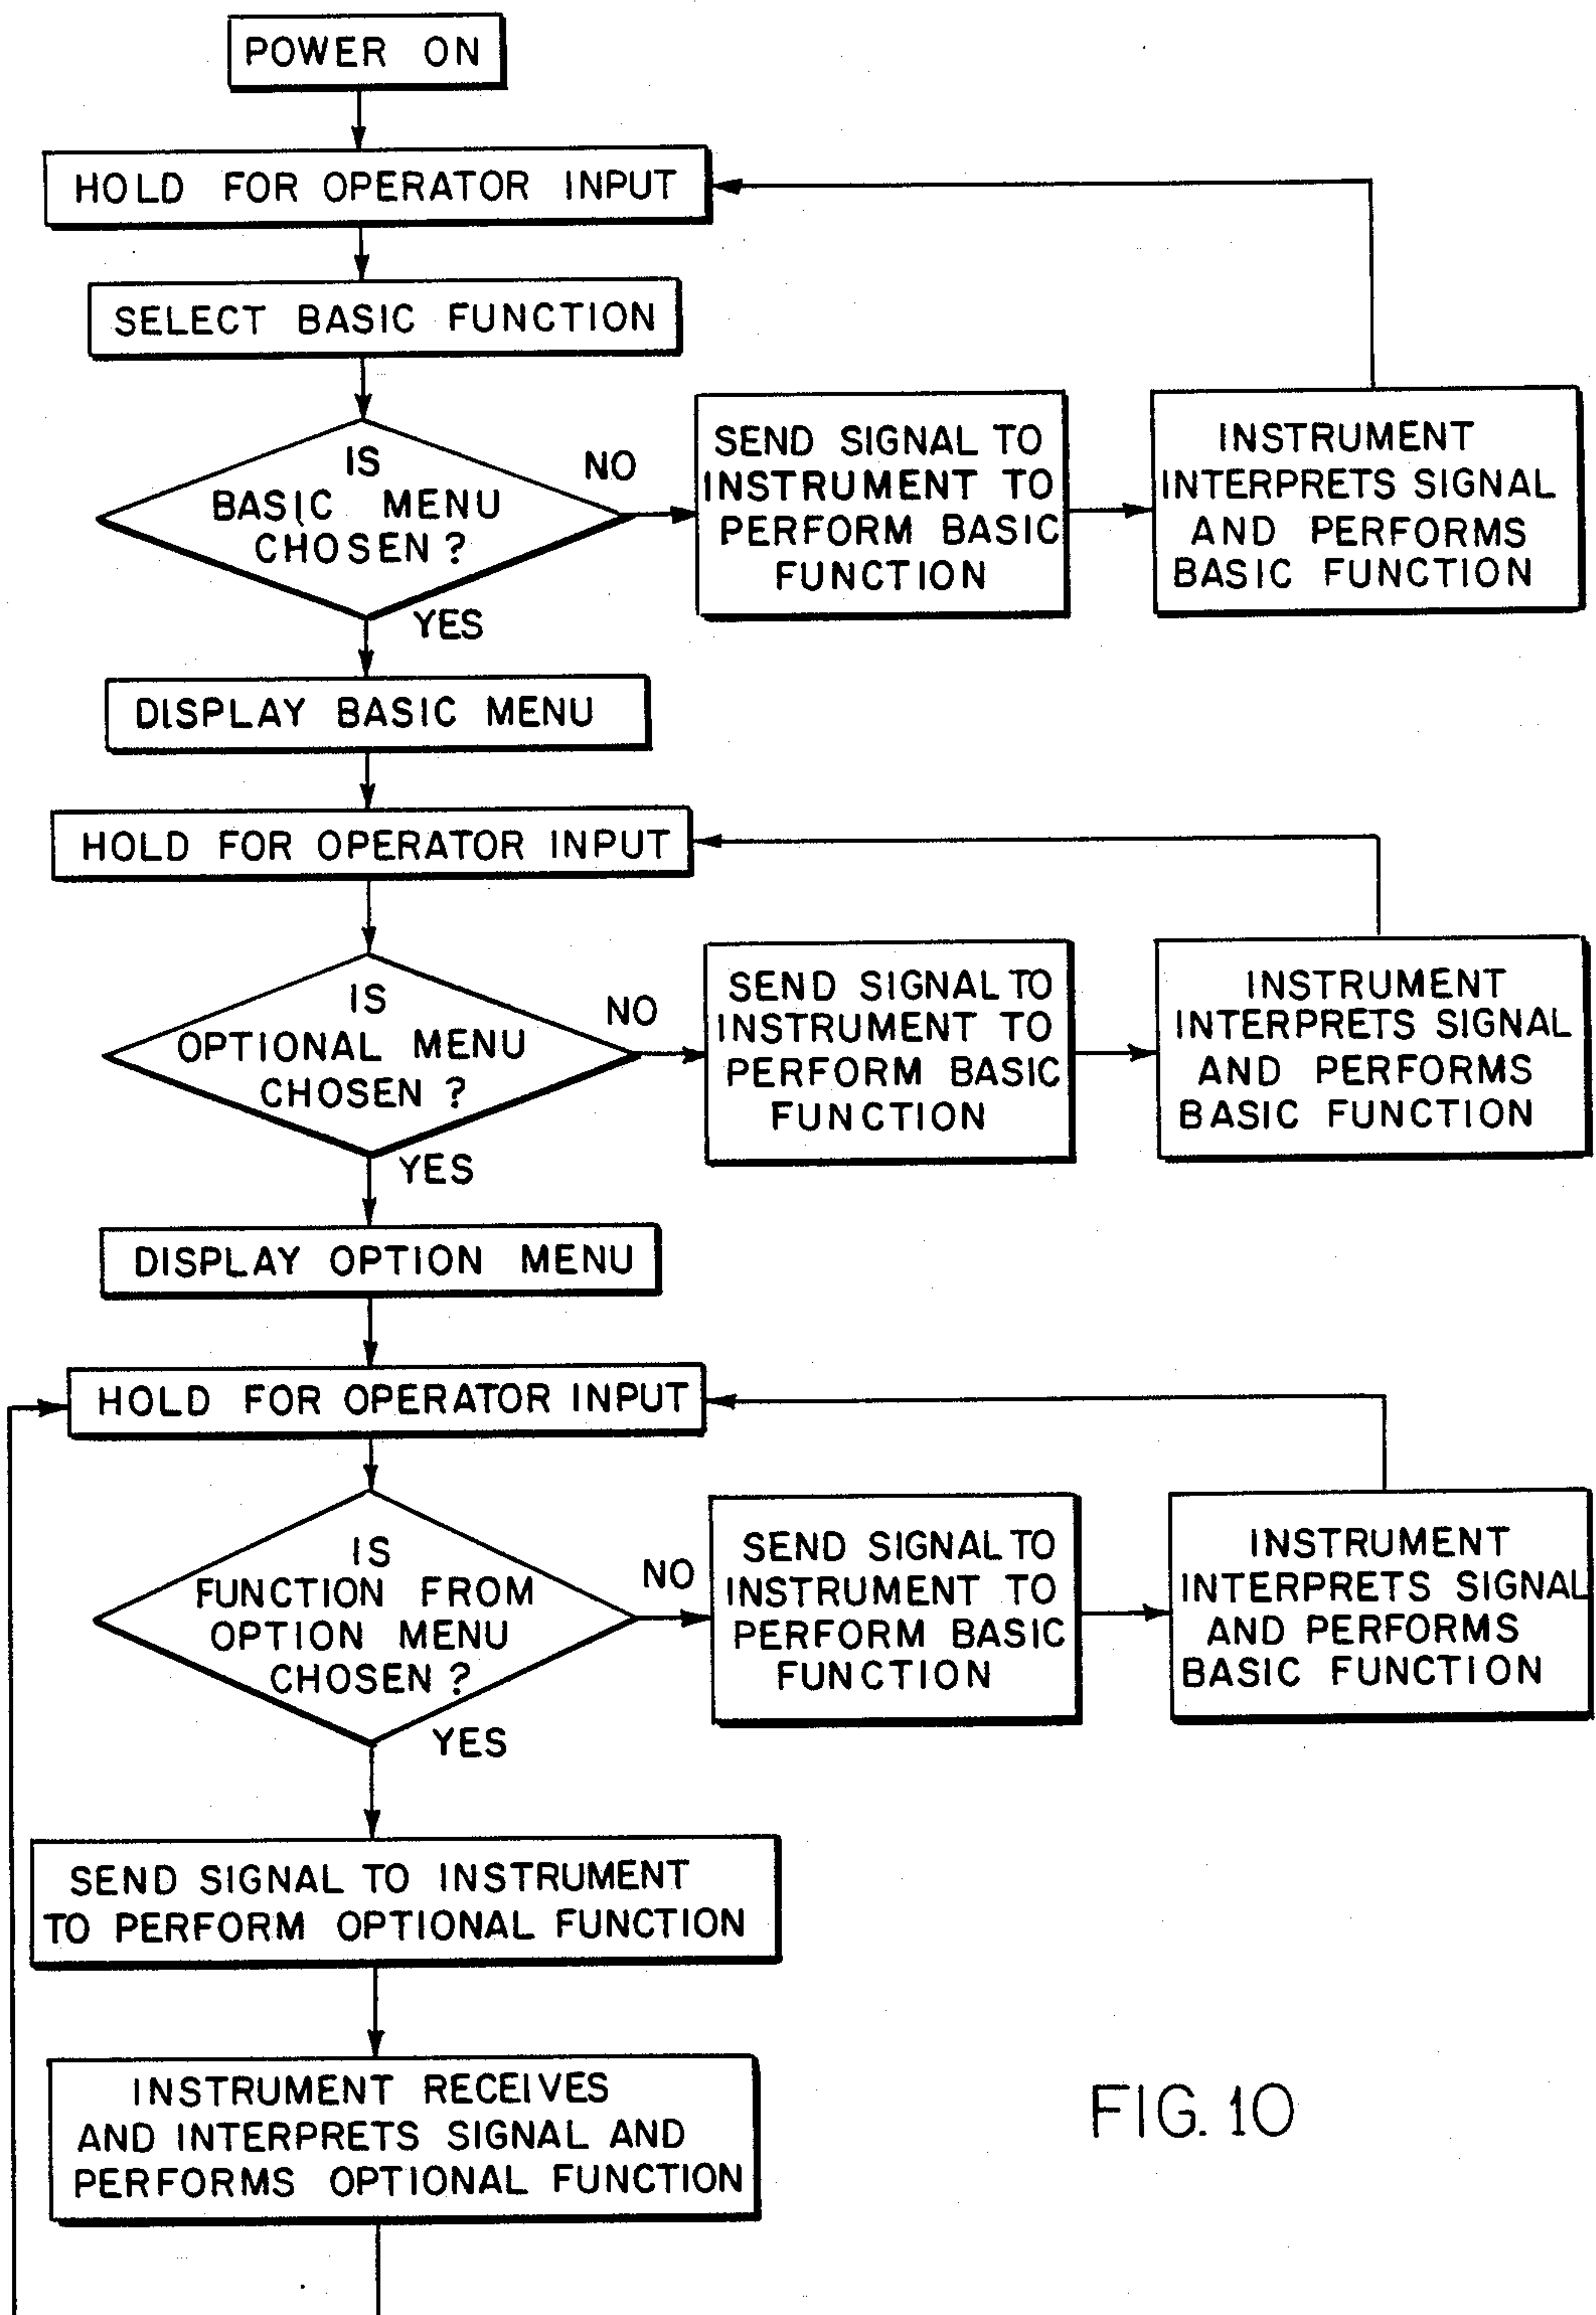 POWER ON
HOLD FOR OPERATOR INPUT
SELECT BASIC FUNCTION
IS
BASIC MENU
CHOSEN ?
NO
YES
SEND SIGNAL TO
INSTRUMENT TO
PERFORM BASIC
FUNCTION
INSTRUMENT
INTERPRETS SIGNAL
AND PERFORMS
BASIC FUNCTION
DISPLAY BASIC MENU
HOLD FOR OPERATOR INPUT
IS
OPTIONAL MENU
CHOSEN ?
NO
YES
SEND SIGNAL TO
INSTRUMENT TO
PERFORM BASIC
FUNCTION
INSTRUMENT
INTERPRETS SIGNAL
AND PERFORMS
BASIC FUNCTION
DISPLAY OPTION MENU
HOLD FOR OPERATOR INPUT
IS
FUNCTION FROM
OPTION MENU
CHOSEN ?
NO
YES
SEND SIGNAL TO
INSTRUMENT TO
PERFORM BASIC
FUNCTION
INSTRUMENT
INTERPRETS SIGNAL
AND PERFORMS
BASIC FUNCTION
SEND SIGNAL TO INSTRUMENT
TO PERFORM OPTIONAL FUNCTION
INSTRUMENT RECEIVES
AND INTERPRETS SIGNAL AND
PERFORMS OPTIONAL FUNCTION
FIG. 10